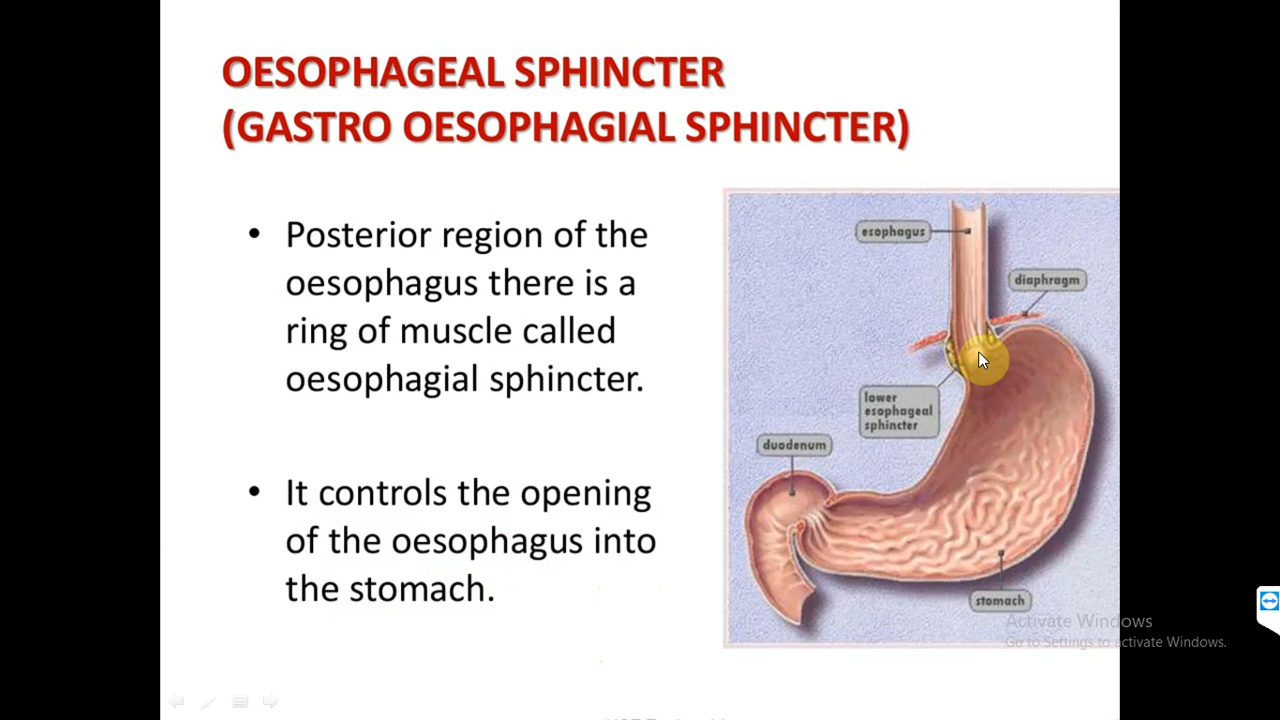 OESOPHAGEAL SPHINCTER
(GASTRO OESOPHAGIAL SPHINCTER)
• Posterior region of the
oesophagus there is a
ring of muscle called
oesophagial sphincter.
• It controls the opening
of the oesophagus into
the stomach.
esophagus
diaphragm
lower
esophageal
sphincter
duodenum
stomach
Activate Windows
Go to Settings to activate Windows.